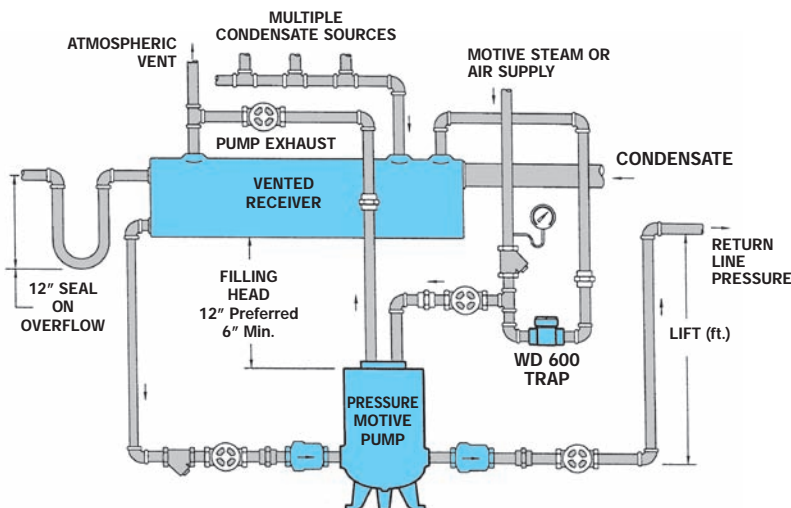 MULTIPLE
CONDENSATE SOURCES
ATMOSPHERIC
VENT
MOTIVE STEAM OR
AIR SUPPLY
PUMP EXHAUST
CONDENSATE
VENTED
RECEIVER
12" SEAL
ON
OVERFLOW
FILLING
HEAD
12" Preferred
6" Min.
RETURN
LINE
PRESSURE
LIFT (ft.)
WD 600
TRAP
PRESSURE
MOTIVE
PUMP